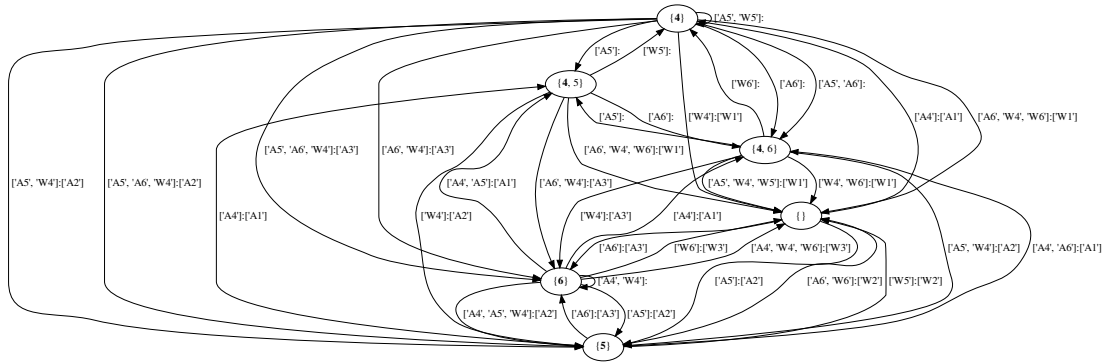 {4}
['A5', 'W5']:
['A5']:
['W5']:
{4, 5}
['W6']:
['A6']:
['A5', 'A6']:
['A5']:
['A6']:
['W4']:['W1']
['A4']:['A1']
['A6', 'W4', 'W6']:['W1']
['A5', 'A6', 'W4']:['A3']
['A6', 'W4']:['A3']
['A6', 'W4', 'W6']:['W1']
{4, 6}
['A5', 'W4']:['A2']
['A5', 'A6', 'W4']:['A2']
['A4', 'A5']:['A1']
['A6', 'W4']:['A3']
['A5', 'W4', 'W5']:['W1']
['W4', 'W6']:['W1']
['A4']:['A1']
['W4']:['A2']
['W4']:['A3']
['A4']:['A1']
{}
['A6']:['A3']
['W6']:['W3']
['A4', 'W4', 'W6']:['W3']
['A5', 'W4']:['A2']
['A4', 'A6']:['A1']
{6}
['A4', 'W4']:
['A5']:['A2']
['A6', 'W6']:['W2']
['W5']:['W2']
['A4', 'A5', 'W4']:['A2']
['A6']:['A3']
['A5']:['A2']
{5}